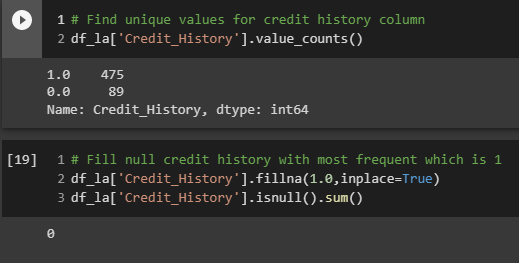 1 # Find unique values for credit history column
2 df_la['Credit_History'].value_counts()
1.0    475
0.0     89
Name: Credit_History, dtype: int64
[19] 1 # Fill null credit history with most frequent which is 1
2 df_la['Credit_History'].fillna(1.0,inplace=True)
3 df_la['Credit_History'].isnull().sum()
0